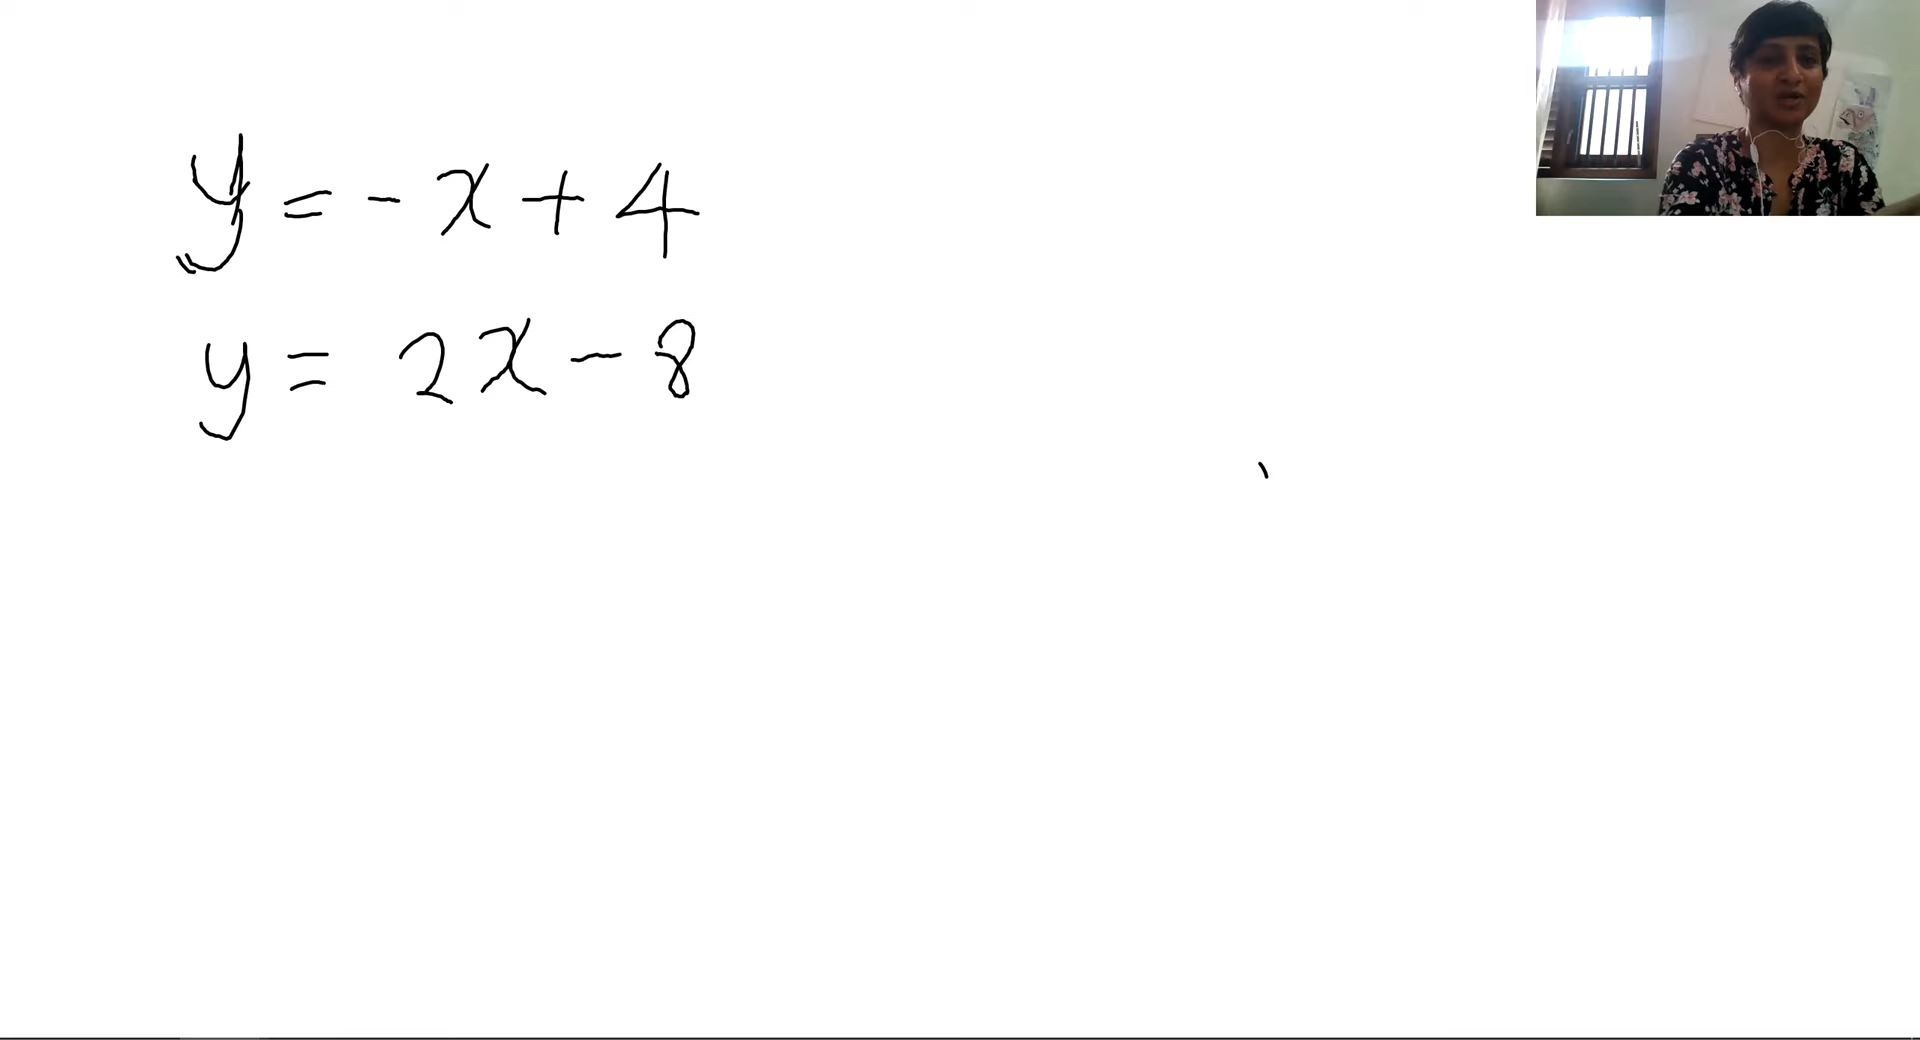 y = - x + 4
y = 2x - 8